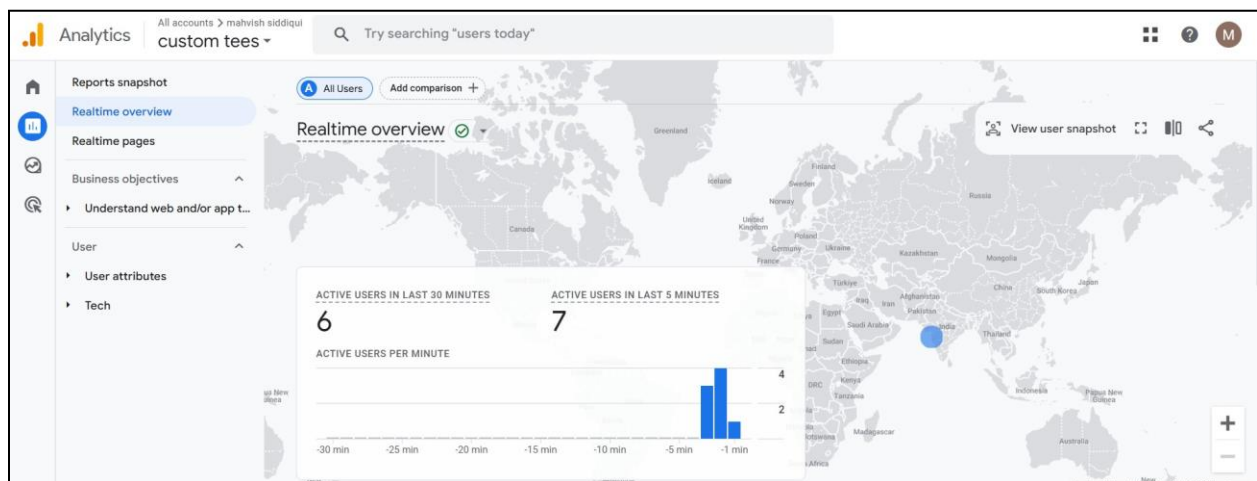 Analytics
All accounts > mahvish siddiqui
custom tees
Try searching "users today"
M
Reports snapshot
Realtime overview
Realtime pages
Business objectives
Understand web and/or app t...
User
User attributes
Tech
A All Users
Add comparison +
Realtime overview
View user snapshot
ACTIVE USERS IN LAST 30 MINUTES
6
ACTIVE USERS IN LAST 5 MINUTES
7
ACTIVE USERS PER MINUTE
4
2
-30 min
-25 min
-20 min
-15 min
-10 min
-5 min
-1 min
Greenland
Iceland
Finland
Sweden
Norway
Russia
United
Kingdom
Canada
Poland
Germany
Ukraine
France
Kazakhstan
Mongolia
Türkiye
China
South Korea
Japan
Iraq
Iran
Afghanistan
Pakistan
Egypt
Saudi Arabia
India
Thailand
Sudan
Ethiopia
Kenya
DRC
Tanzania
Indonesia
Papua New
Guinea
Madagascar
Australia